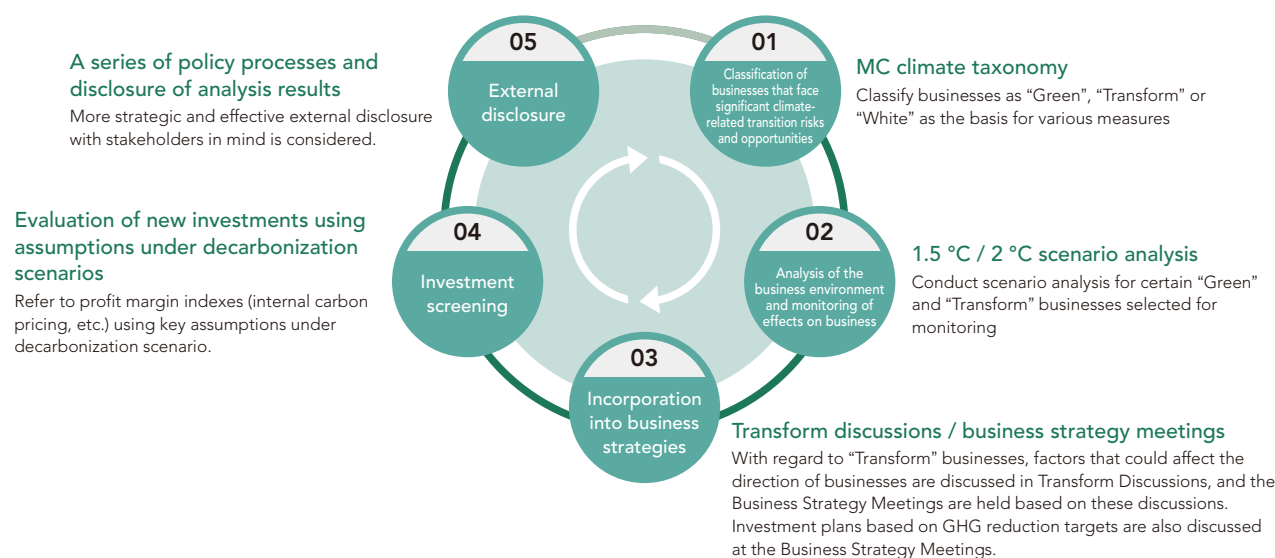 01
Classification of
businesses that face
significant climate-
related transition risks
and opportunities
MC climate taxonomy
Classify businesses as “Green”, “Transform” or
“White” as the basis for various measures
02
Analysis of the
business environment
and monitoring of
effects on business
1.5 °C / 2 °C scenario analysis
Conduct scenario analysis for certain “Green”
and “Transform” businesses selected for
monitoring
03
Incorporation
into business
strategies
Transform discussions / business strategy meetings
With regard to “Transform” businesses, factors that could affect the
direction of businesses are discussed in Transform Discussions, and the
Business Strategy Meetings are held based on these discussions.
Investment plans based on GHG reduction targets are also discussed
at the Business Strategy Meetings.
04
Investment
screening
Evaluation of new investments using
assumptions under decarbonization
scenarios
Refer to profit margin indexes (internal carbon
pricing, etc.) using key assumptions under
decarbonization scenario.
05
External
disclosure
A series of policy processes and
disclosure of analysis results
More strategic and effective external disclosure
with stakeholders in mind is considered.